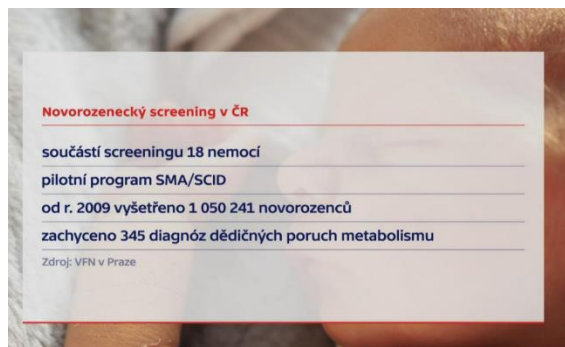 Novorozenecký screening v ČR
součástí screeningu 18 nemocí
pilotní program SMA/SCID
od r. 2009 vyšetřeno 1 050 241 novorozenců
zachyceno 345 diagnóz dědičných poruch metabolismu
Zdroj: VFN v Praze